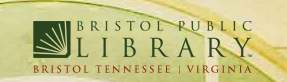 BRISTOL PUBLIC
LIBRARY
BRISTOL TENNESSEE | VIRGINIA